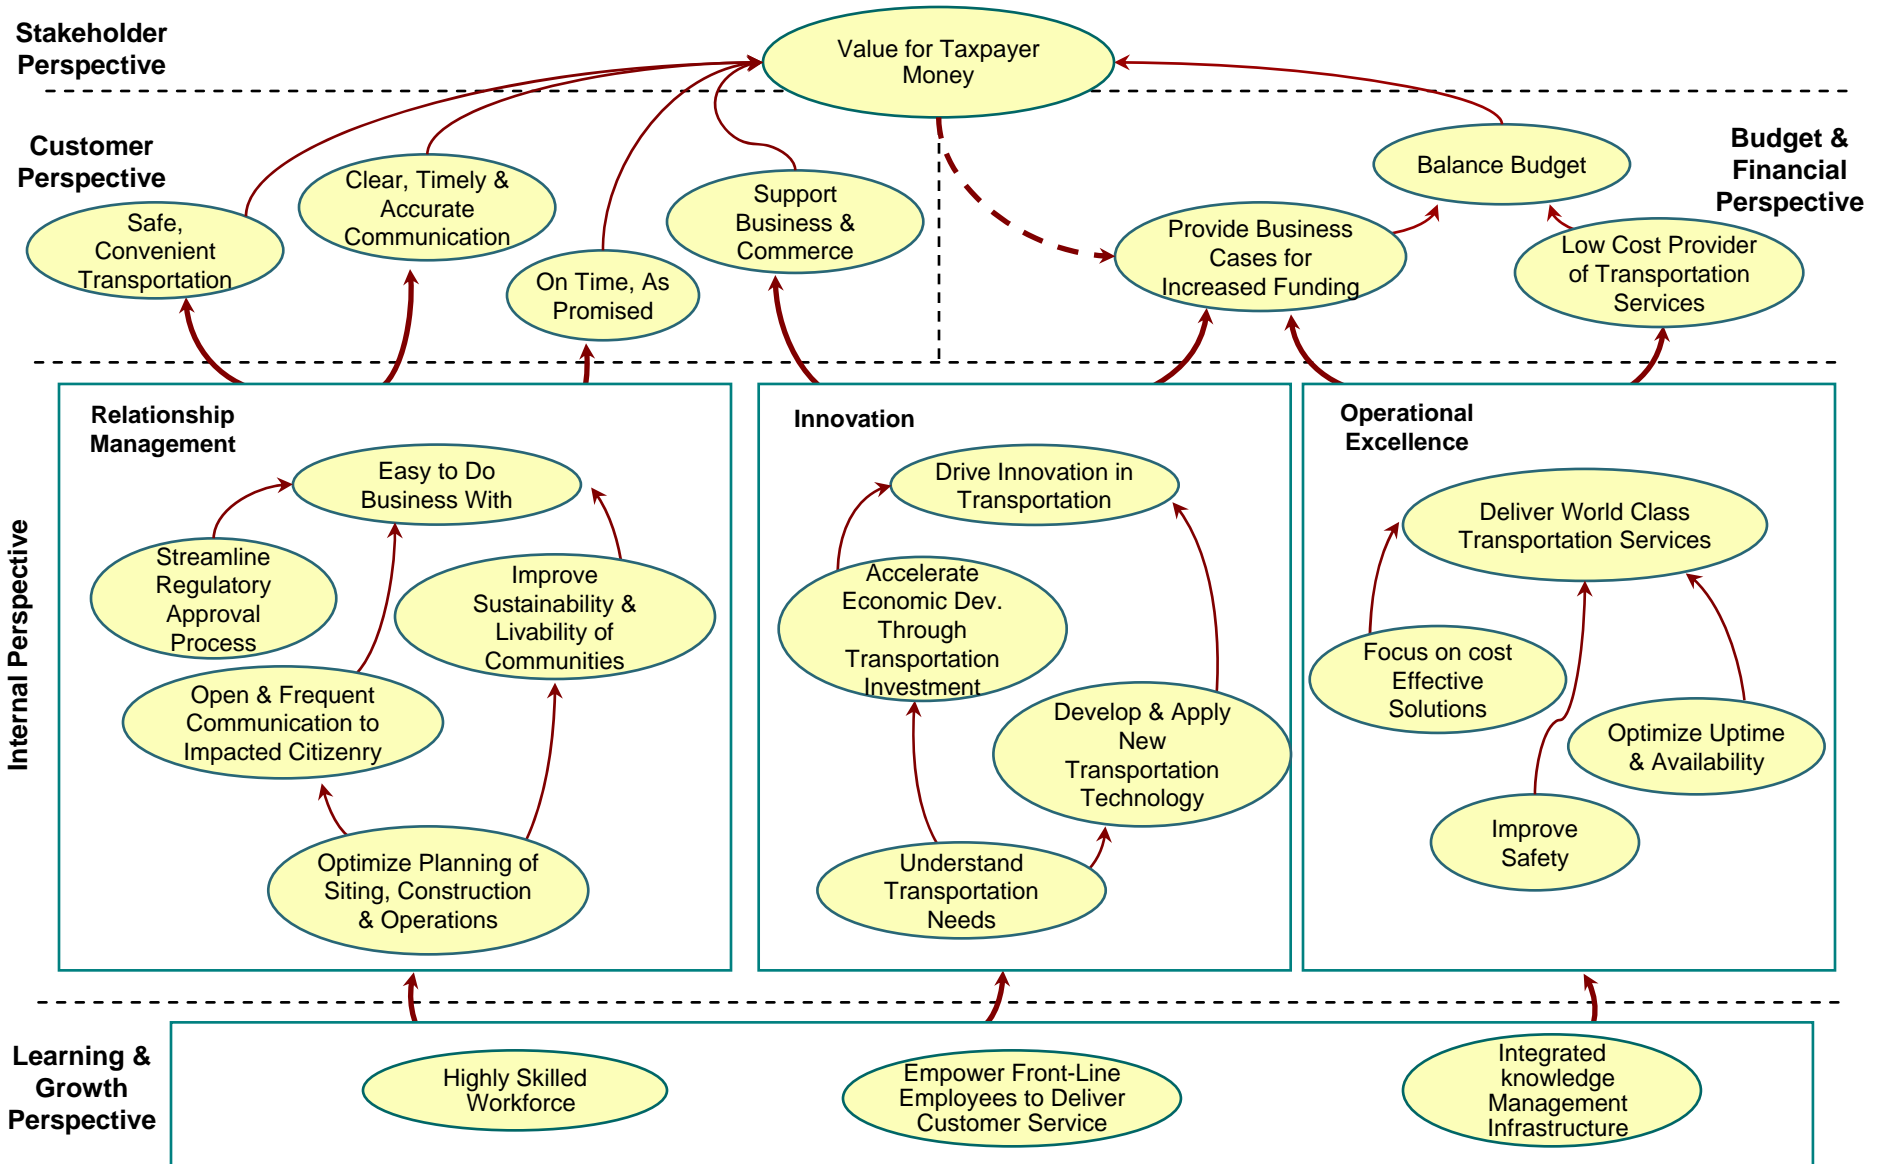 Stakeholder
Perspective
Value for Taxpayer
Money
Customer
Perspective
Safe,
Convenient
Transportation
Clear, Timely &
Accurate
Communication
On Time, As
Promised
Support
Business &
Commerce
Provide Business
Cases for
Increased Funding
Balance Budget
Low Cost Provider
of Transportation
Services
Budget &
Financial
Perspective
Internal Perspective
Relationship
Management
Easy to Do
Business With
Streamline
Regulatory
Approval
Process
Improve
Sustainability &
Livability of
Communities
Open & Frequent
Communication to
Impacted Citizenry
Optimize Planning of
Siting, Construction
& Operations
Innovation
Drive Innovation in
Transportation
Accelerate
Economic Dev.
Through
Transportation
Investment
Develop & Apply
New
Transportation
Technology
Understand
Transportation
Needs
Operational
Excellence
Deliver World Class
Transportation Services
Focus on cost
Effective
Solutions
Optimize Uptime
& Availability
Improve
Safety
Learning &
Growth
Perspective
Highly Skilled
Workforce
Empower Front-Line
Employees to Deliver
Customer Service
Integrated
knowledge
Management
Infrastructure